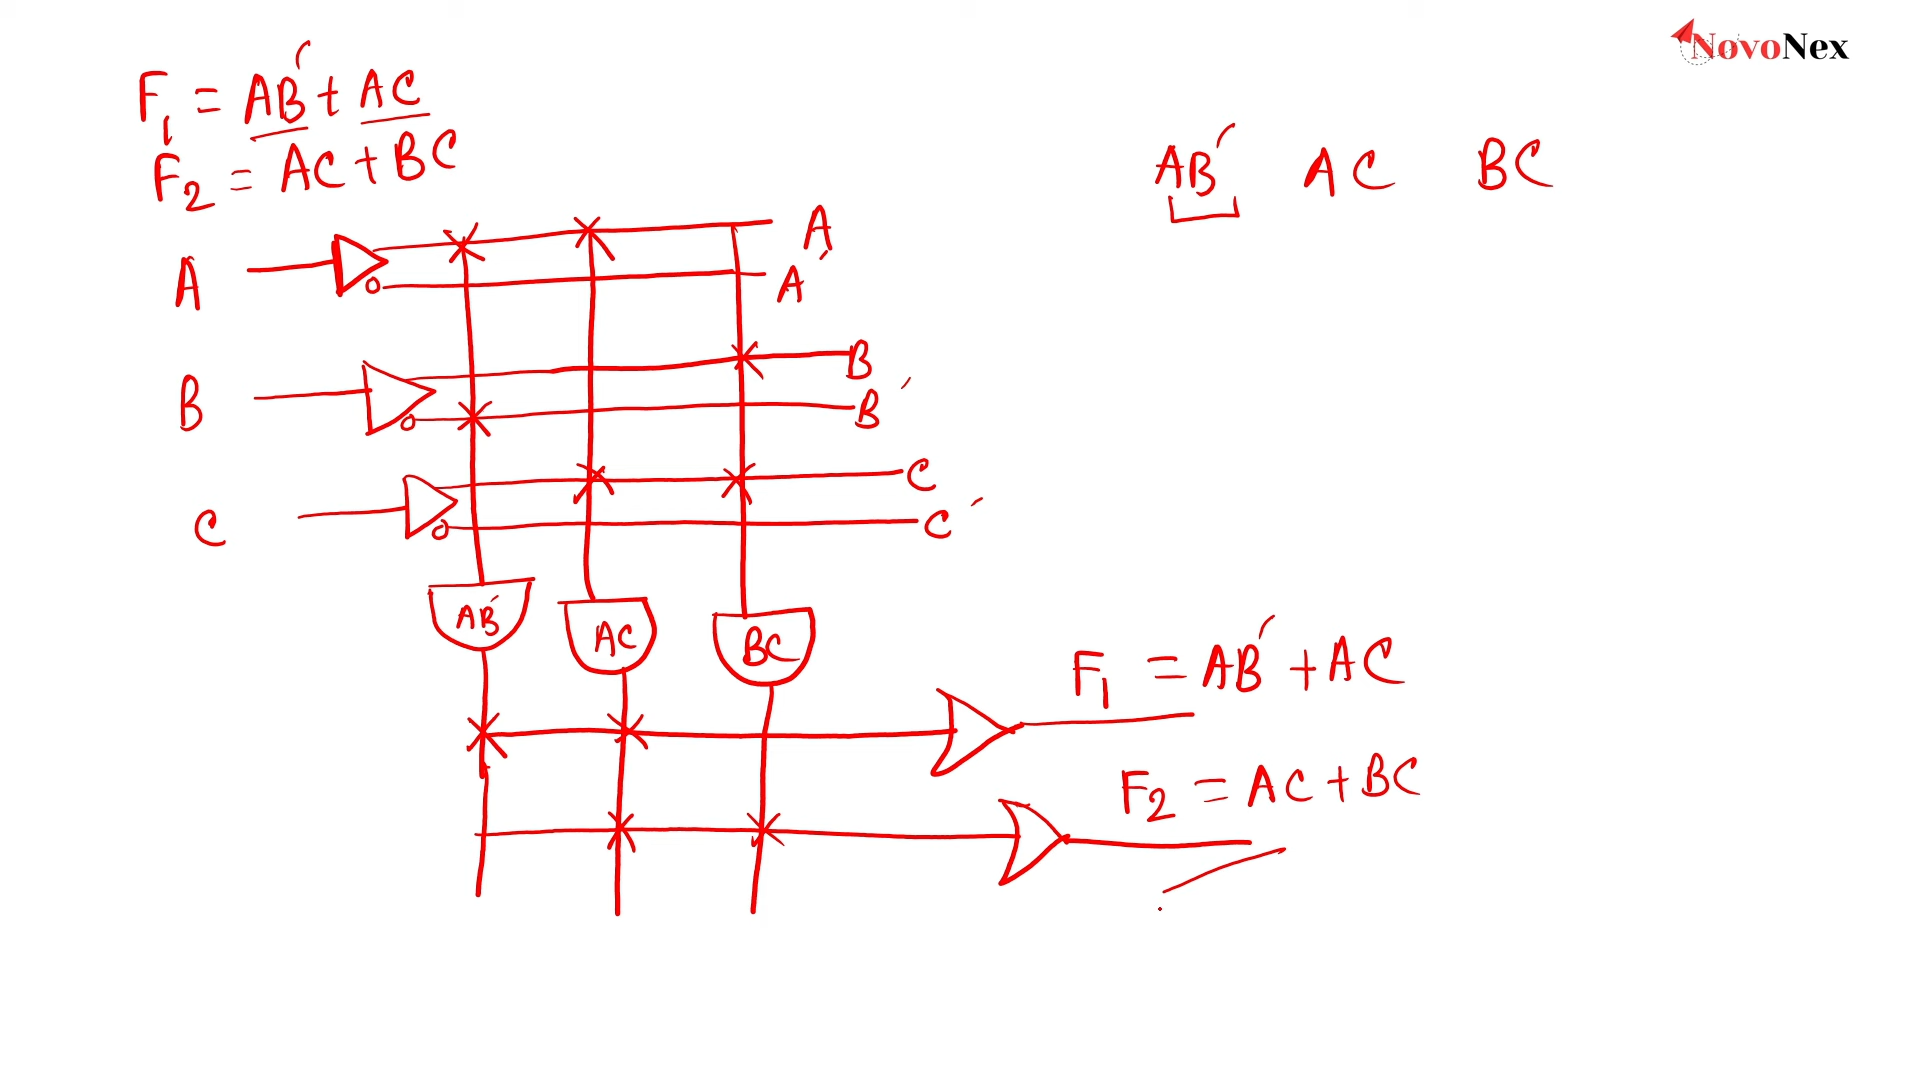 NovoNex
F1 = AB' + AC
F2 = AC + BC
AB' AC BC
A
A
A'
B
B
B'
C
C
C'
AB'
AC
BC
F1 = AB' + AC
F2 = AC + BC